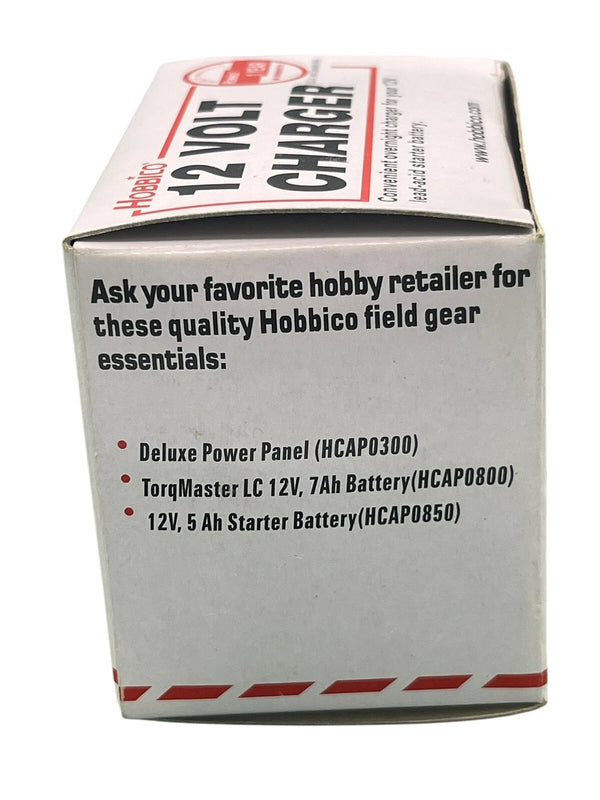 YEAR
HOBBICO
12 VOLT
CHARGER
Convenient overnight charger for your 12V
lead-acid starter battery.
www.hobbico.com
Ask your favorite hobby retailer for
these quality Hobbico field gear
essentials:
• Deluxe Power Panel (HCAP0300)
• TorqMaster LC 12V, 7Ah Battery(HCAP0800)
• 12V, 5 Ah Starter Battery(HCAP0850)